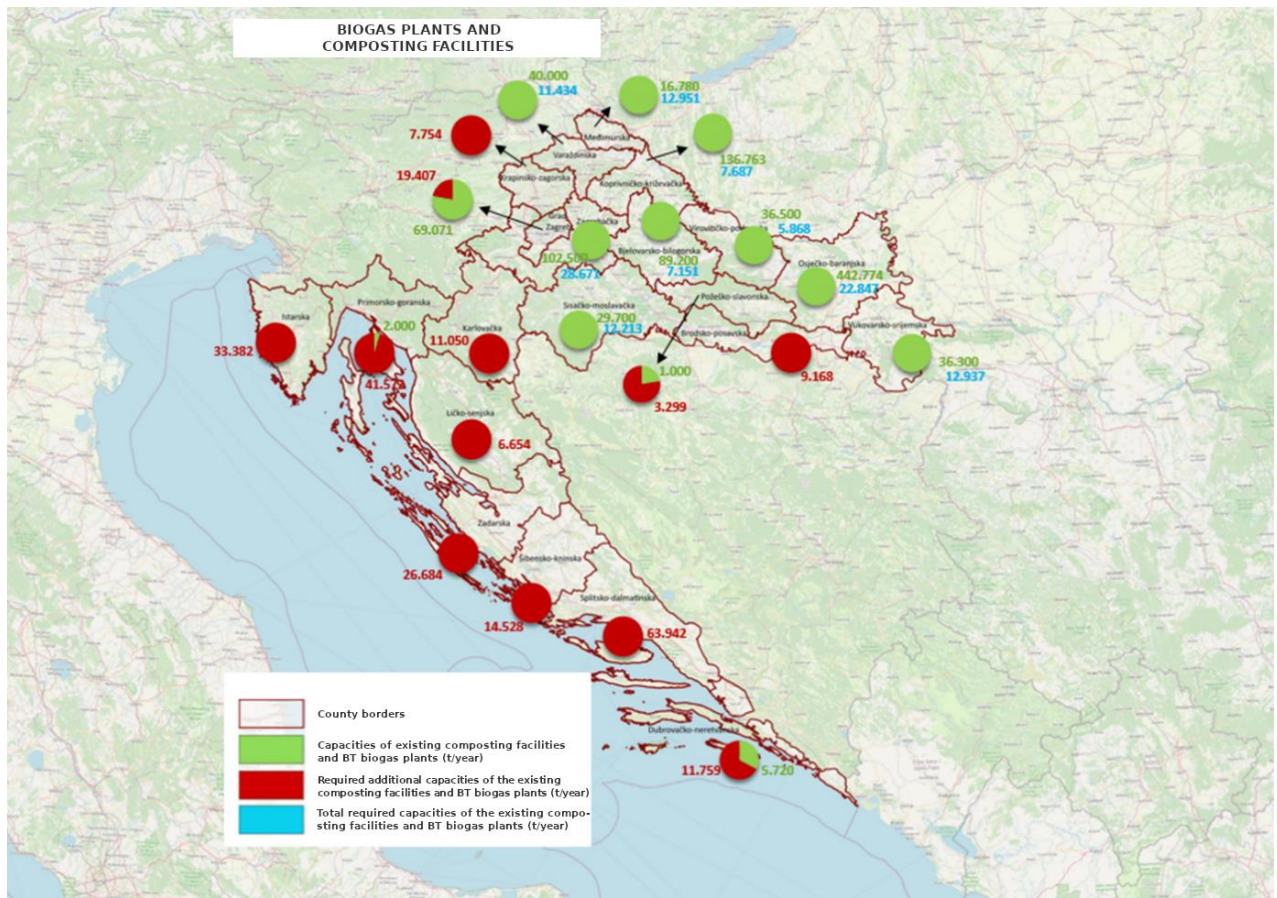 BIOGAS PLANTS AND
COMPOSTING FACILITIES
40.000
11.434
16.780
12.951
7.754
Međimurska
136.763
7.687
Varaždinska
Krapinsko-zagorska
Koprivničko-križevačka
19.407
69.071
Grad
Zagreb
Zagrebačka
36.500
5.868
102.500
28.671
Bjelovarsko-bilogorska
89.200
7.151
Osječko-baranjska
442.774
22.847
Primorsko-goranska
Istarska
33.382
2.000
Karlovačka
11.050
Sisačko-moslavačka
29.700
12.213
Požeško-slavonska
Brodsko-posavska
Vukovarsko-srijemska
36.300
12.937
9.168
1.000
3.299
Ličko-senjska
6.654
Zadarska
26.684
Šibensko-kninska
14.528
Splitsko-dalmatinska
63.942
Dubrovačko-neretvanska
11.759
5.720
County borders
Capacities of existing composting facilities
and BT biogas plants (t/year)
Required additional capacities of the existing
composting facilities and BT biogas plants (t/year)
Total required capacities of the existing compo-
sting facilities and BT biogas plants (t/year)